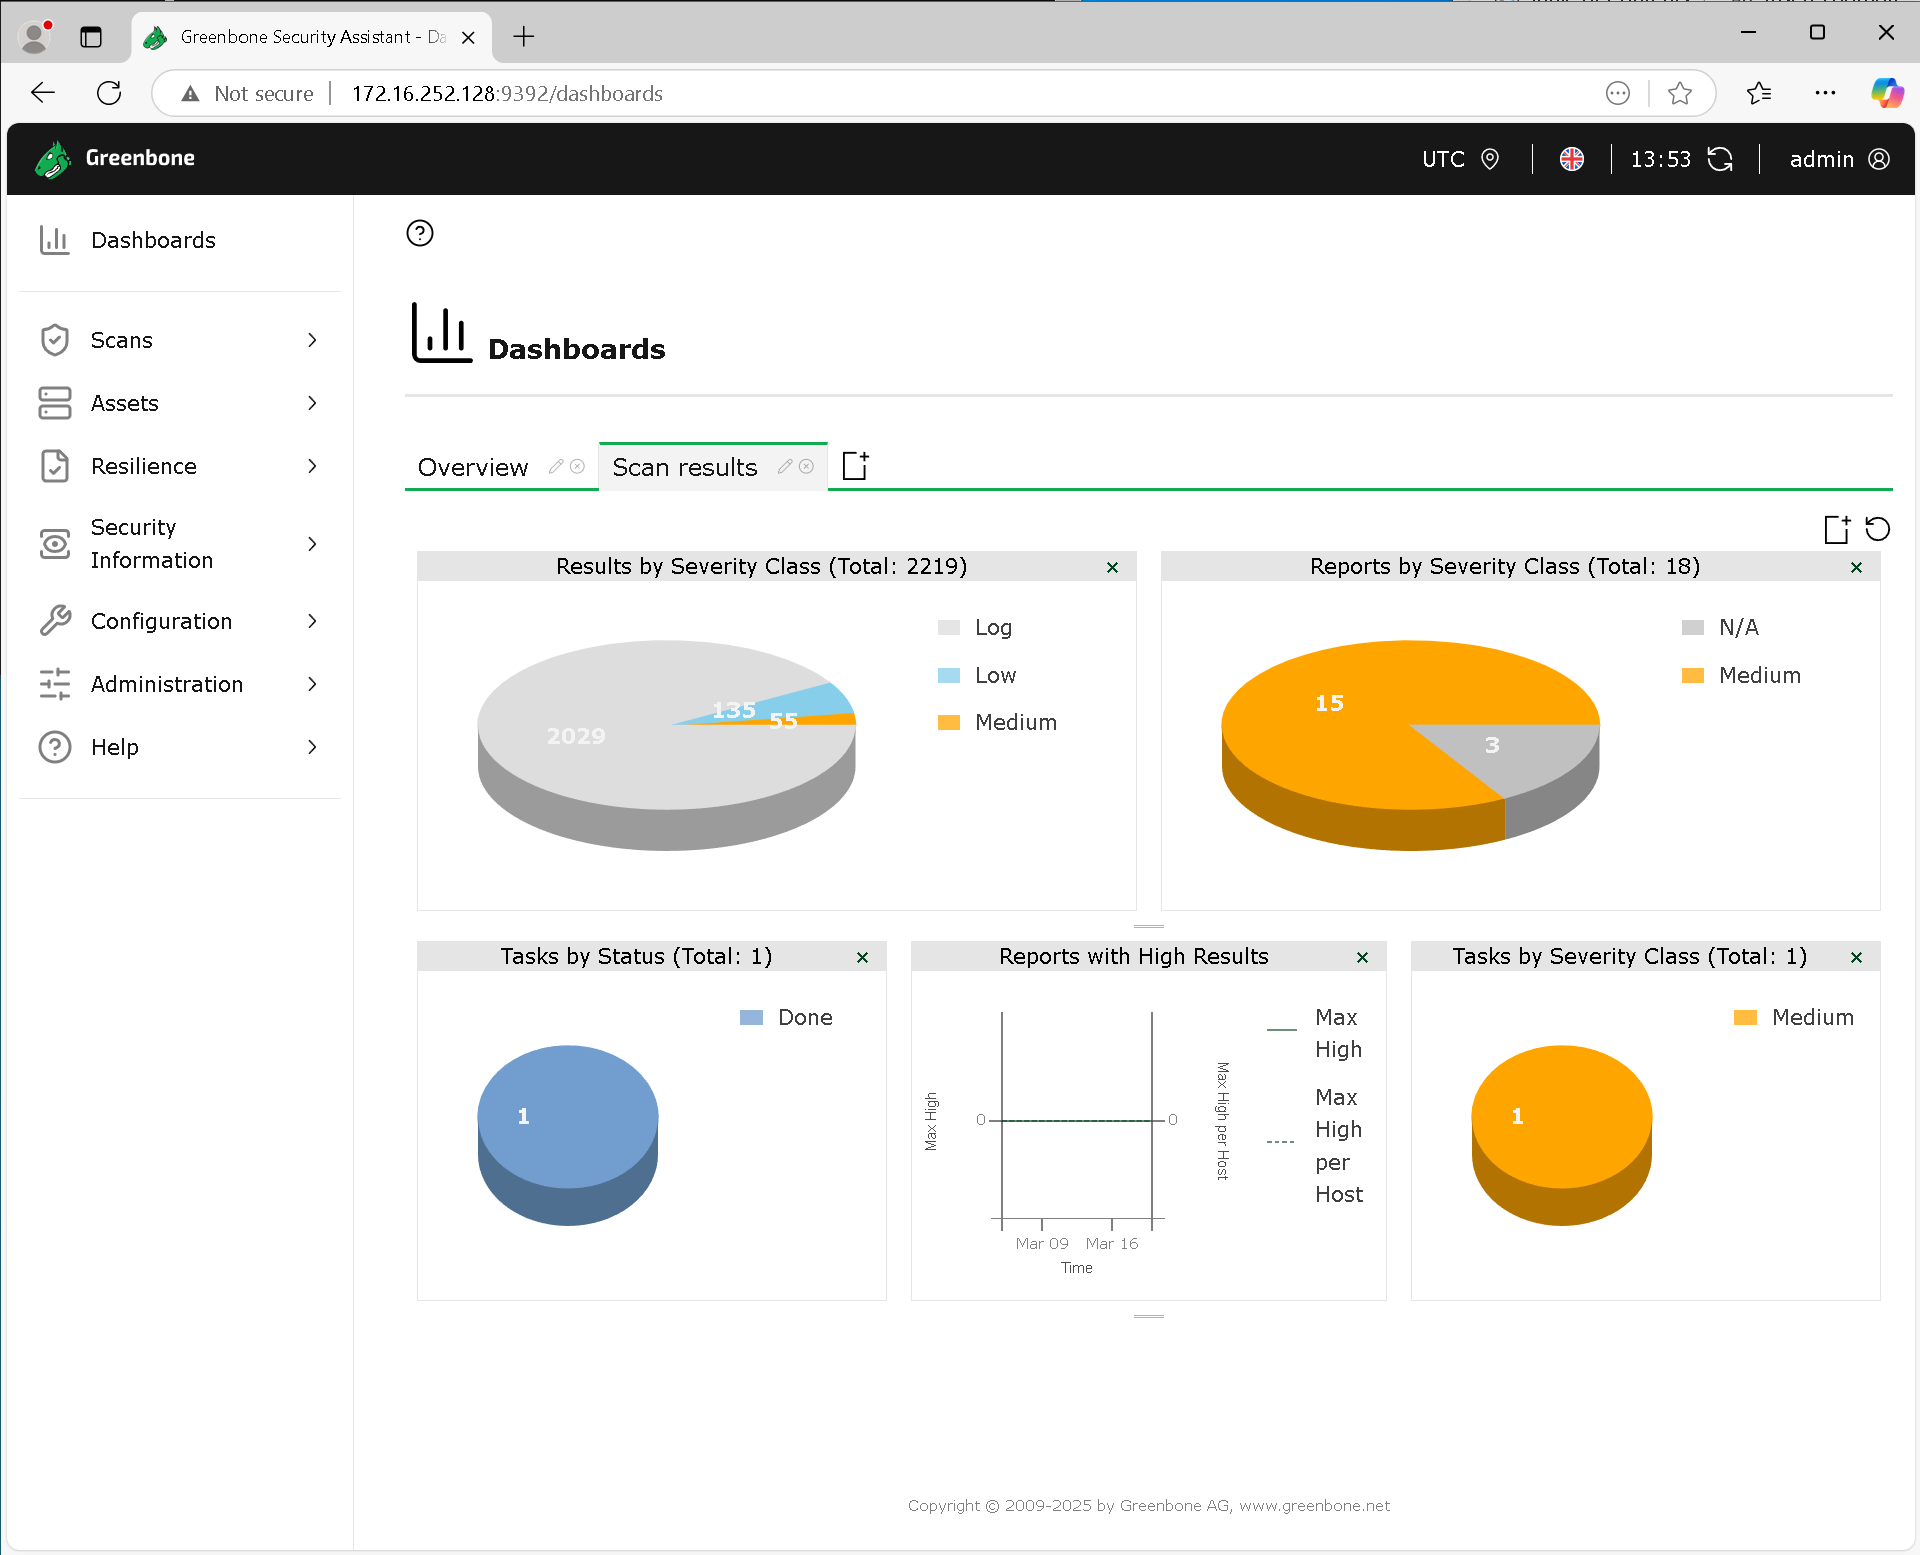 Greenbone Security Assistant - Da
Not secure
172.16.252.128:9392/dashboards
Greenbone
UTC
13:53
admin
Dashboards
Scans
Assets
Resilience
Security
Information
Configuration
Administration
Help
Dashboards
Overview
Scan results
Results by Severity Class (Total: 2219)
Log
Low
Medium
2029
135
55
Reports by Severity Class (Total: 18)
N/A
Medium
15
3
Tasks by Status (Total: 1)
Done
1
Reports with High Results
Max High
0
0
Max High per Host
Mar 09
Mar 16
Time
Max
High
Max
High
per
Host
Tasks by Severity Class (Total: 1)
Medium
1
Copyright © 2009-2025 by Greenbone AG, www.greenbone.net